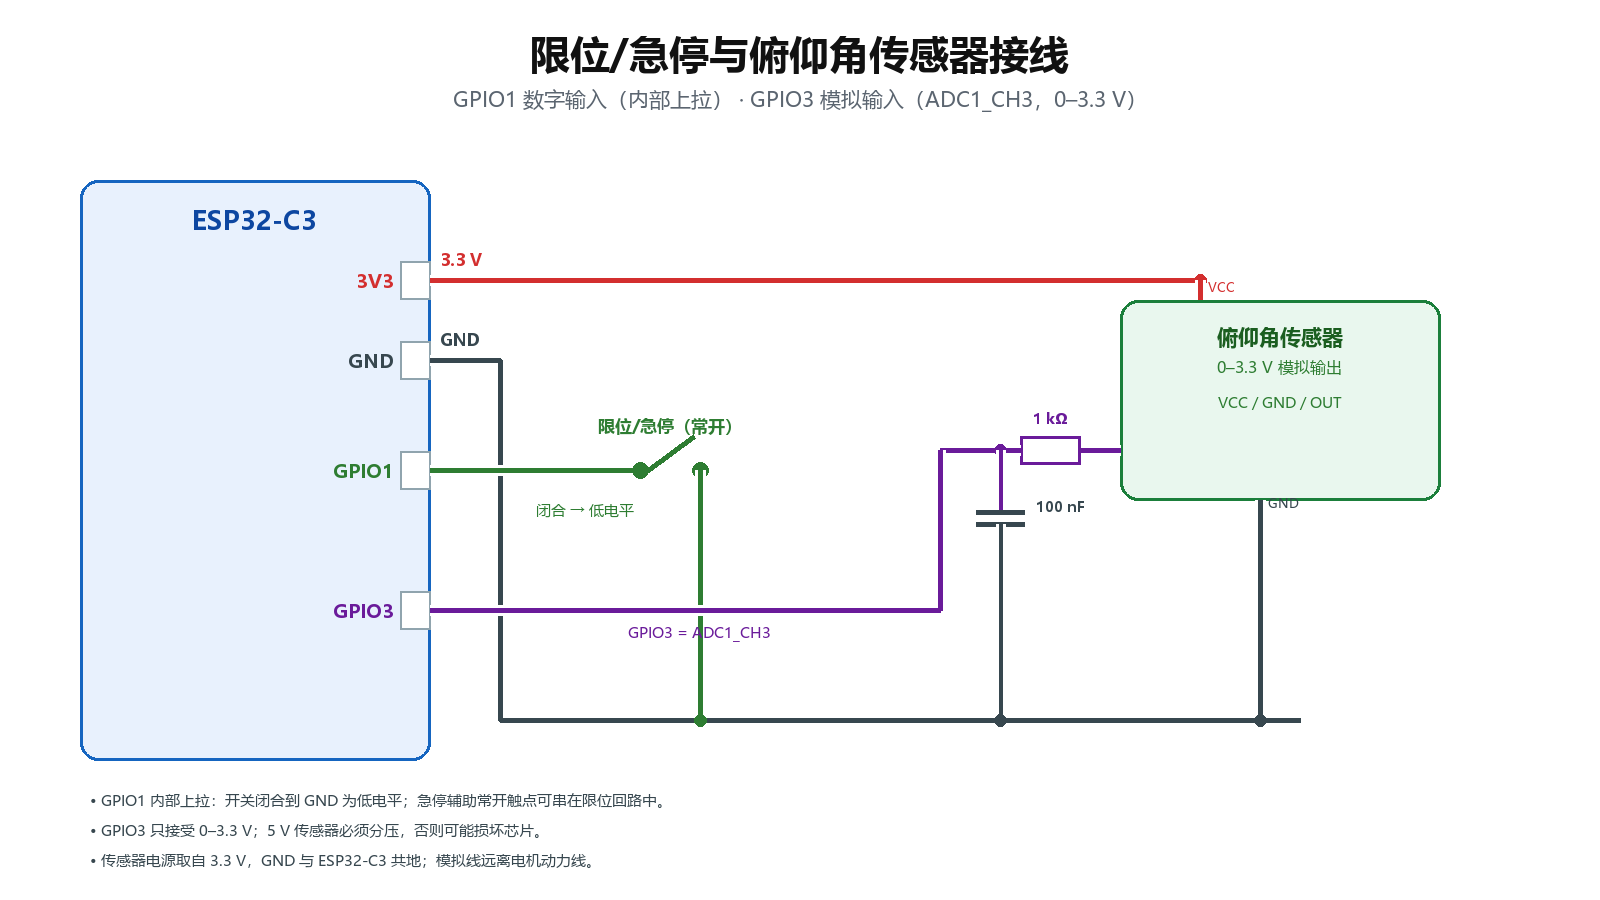 限位/急停与俯仰角传感器接线
GPIO1 数字输入（内部上拉）· GPIO3 模拟输入（ADC1_CH3，0–3.3 V）
ESP32-C3
3V3
3.3 V
VCC
GND
GND
俯仰角传感器
0–3.3 V 模拟输出
VCC / GND / OUT
限位/急停（常开）
1 kΩ
GPIO1
闭合 → 低电平
100 nF
GND
GPIO3
GPIO3 = ADC1_CH3
• GPIO1 内部上拉：开关闭合到 GND 为低电平；急停辅助常开触点可串在限位回路中。
• GPIO3 只接受 0–3.3 V；5 V 传感器必须分压，否则可能损坏芯片。
• 传感器电源取自 3.3 V，GND 与 ESP32-C3 共地；模拟线远离电机动力线。